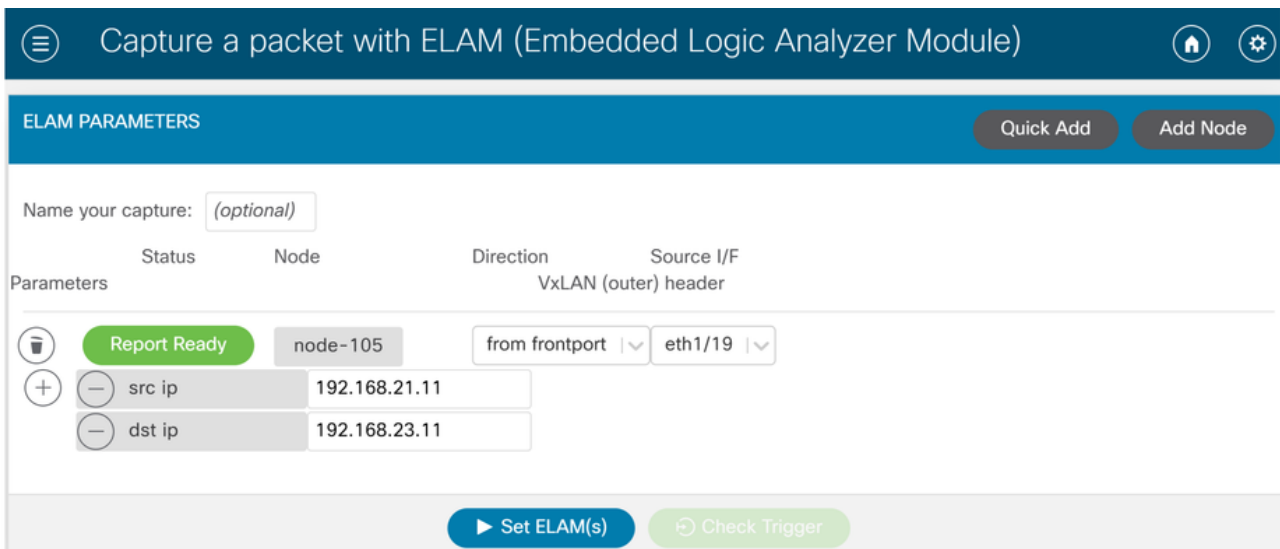 Capture a packet with ELAM (Embedded Logic Analyzer Module)
ELAM PARAMETERS
Quick Add
Add Node
Name your capture: (optional)
Status Node Direction Source I/F
Parameters VxLAN (outer) header
Report Ready node-105 from frontport eth1/19
src ip 192.168.21.11
dst ip 192.168.23.11
Set ELAM(s)
Check Trigger